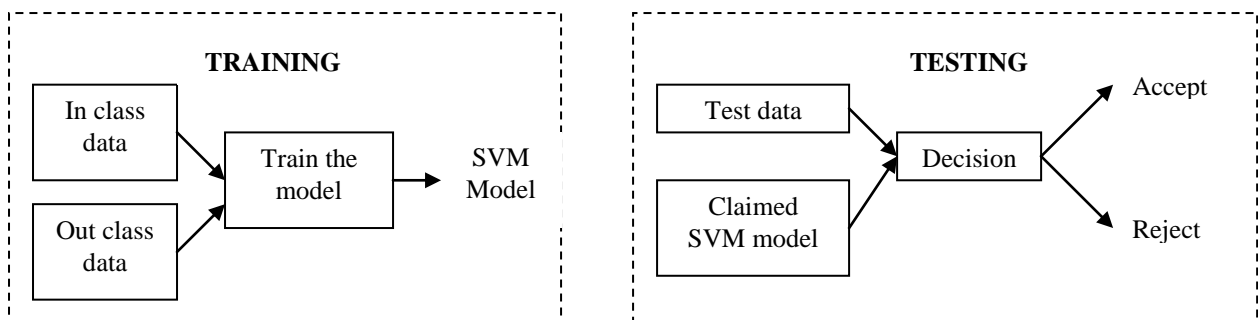 TRAINING
In class
data
Out class
data
Train the
model
SVM
Model
TESTING
Test data
Claimed
SVM model
Decision
Accept
Reject